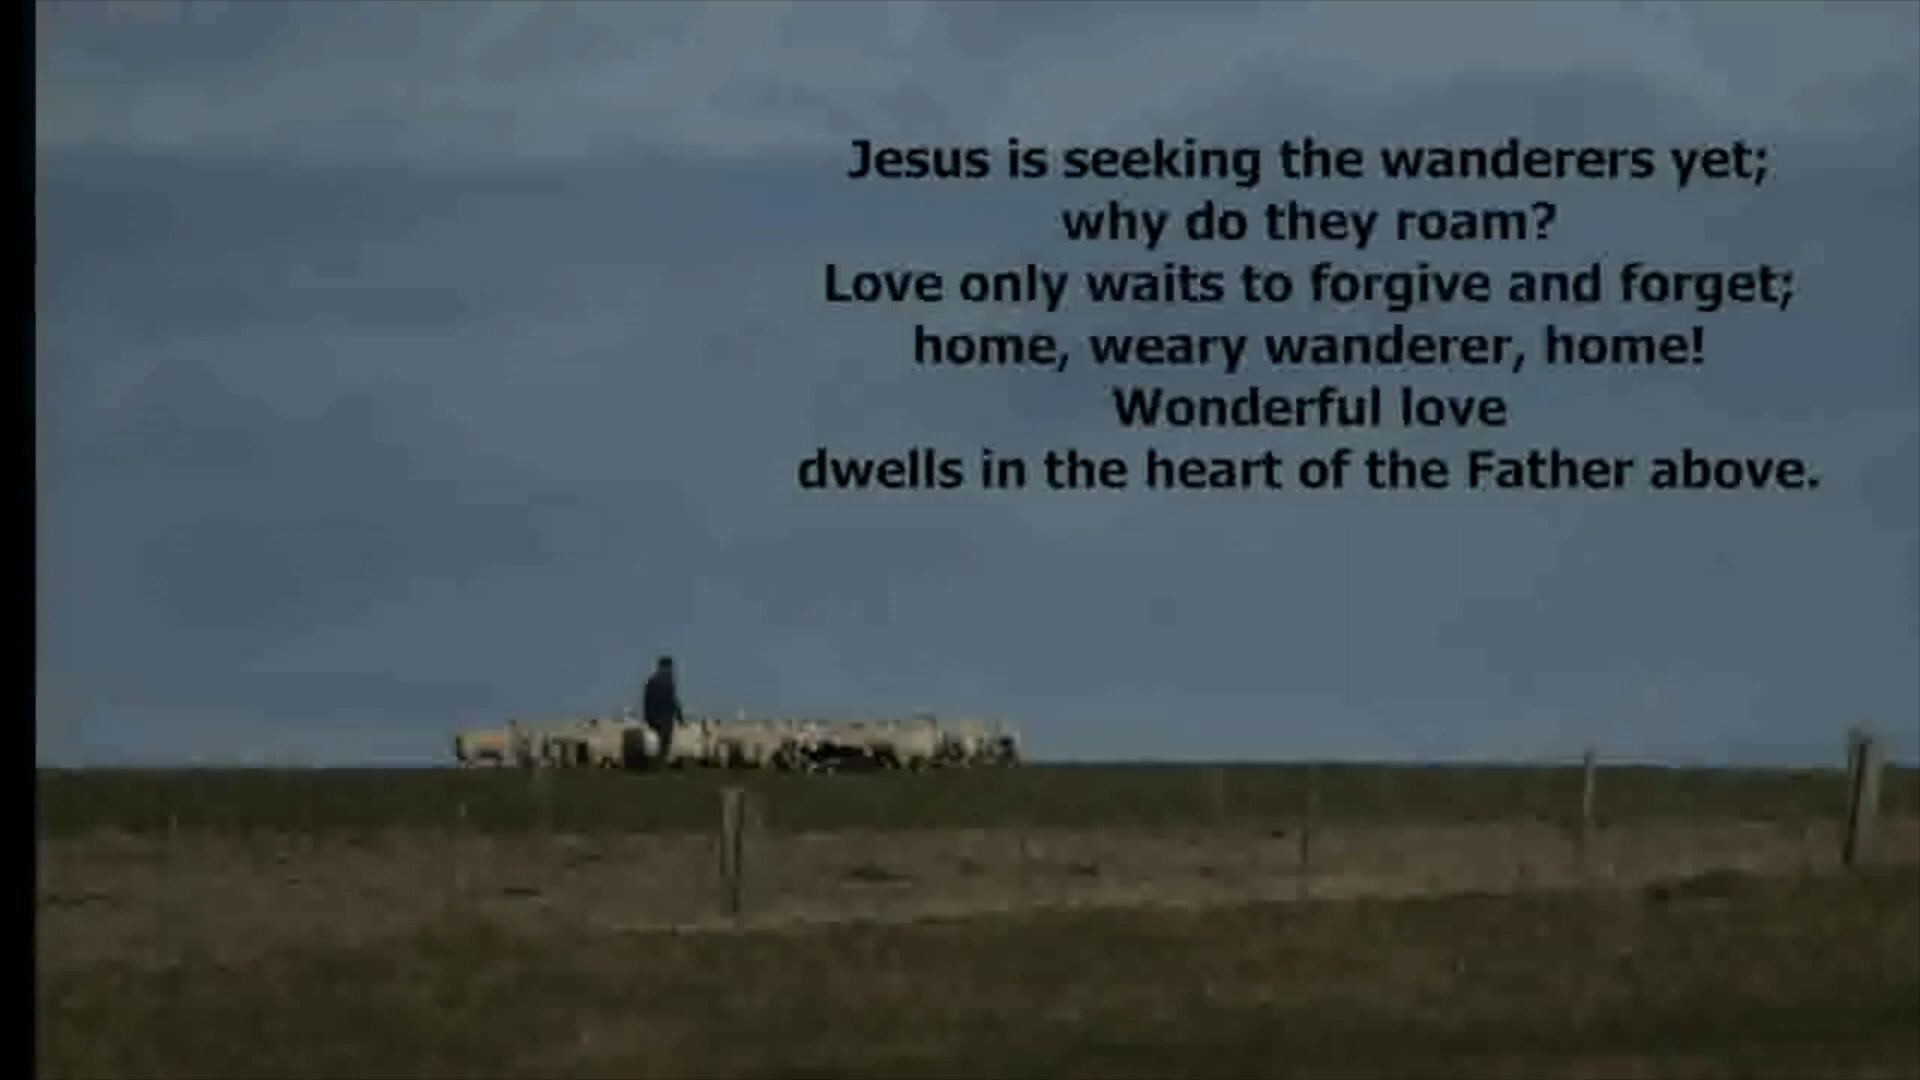 Jesus is seeking the wanderers yet;
why do they roam?
Love only waits to forgive and forget;
home, weary wanderer, home!
Wonderful love
dwells in the heart of the Father above.